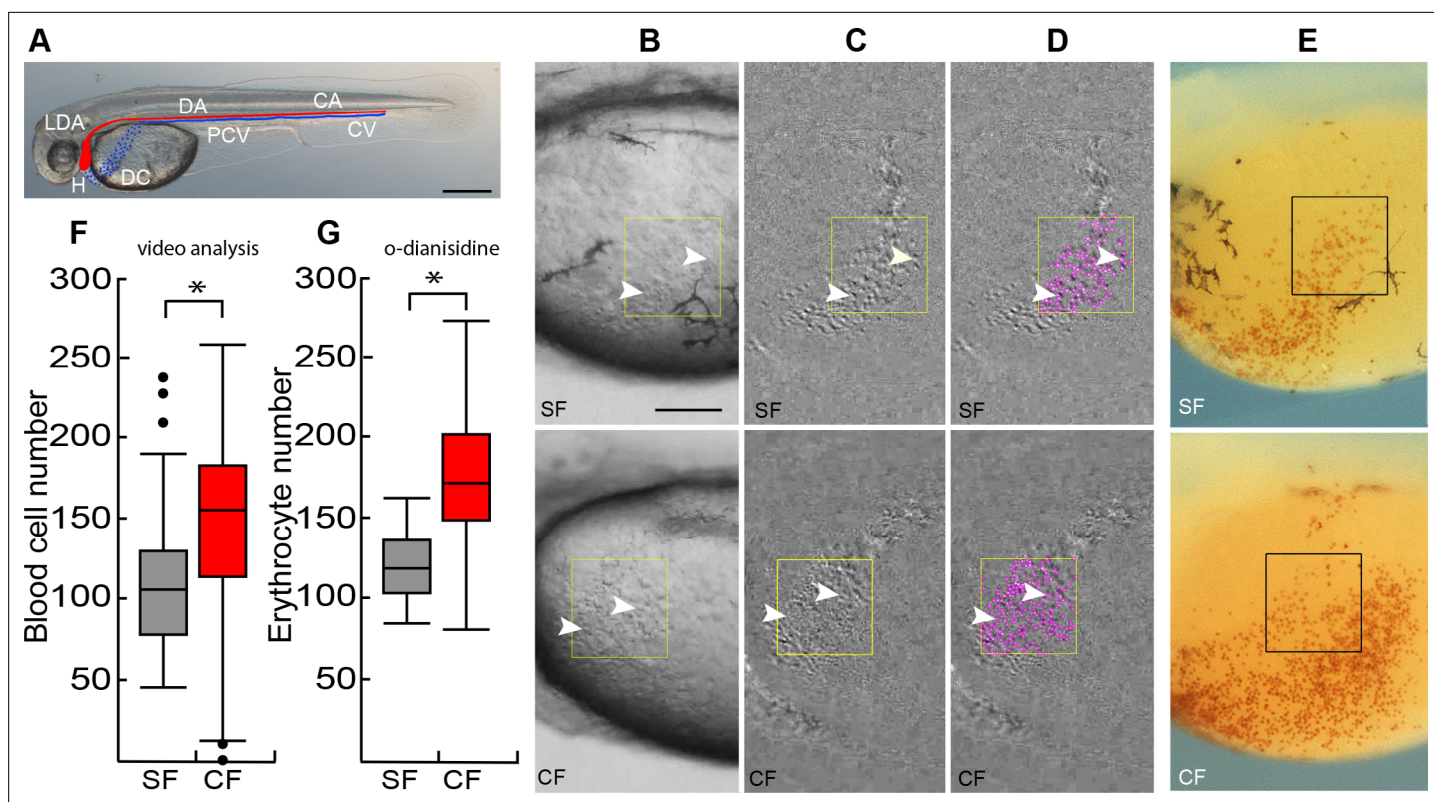 A
LDA
DA
CA
PCV
CV
H
DC
F
video analysis
*
Blood cell number
300
250
200
150
100
50
SF
CF
G
o-dianisidine
*
Erythrocyte number
300
250
200
150
100
50
SF
CF
B
C
D
E
SF
SF
SF
SF
CF
CF
CF
CF